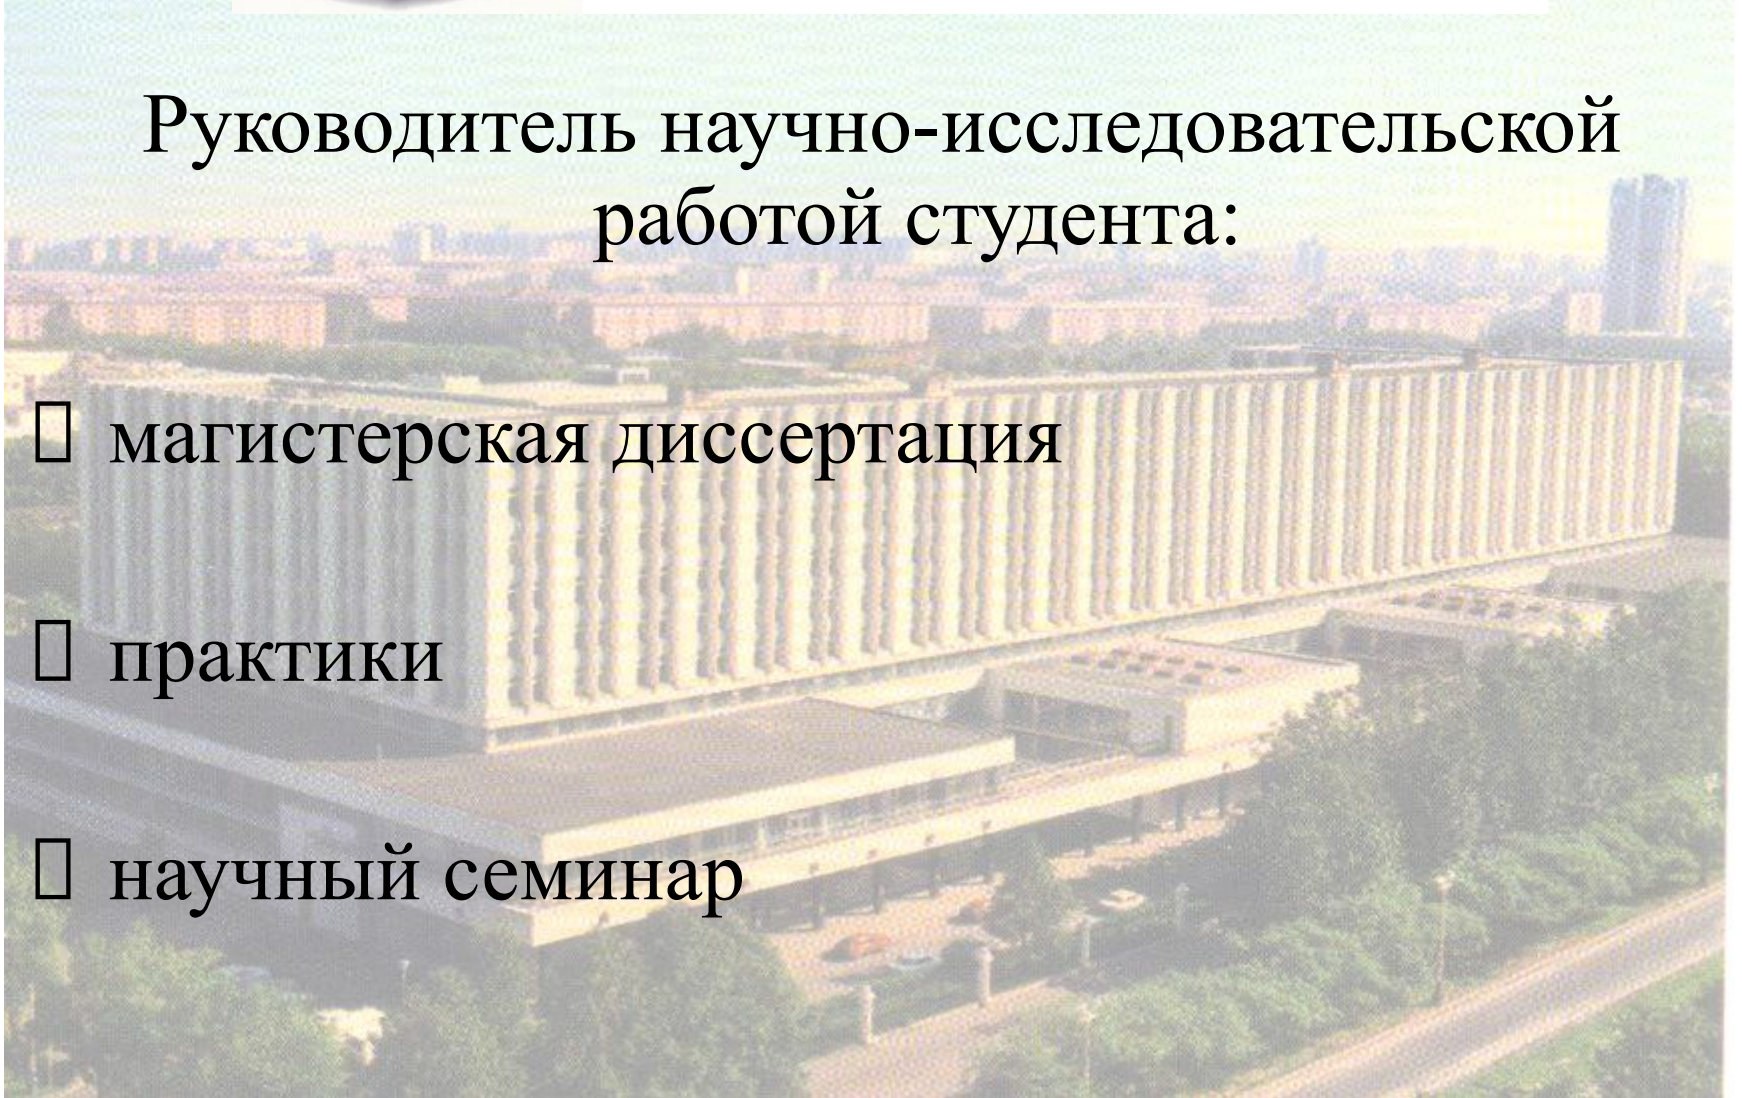 Руководитель научно-исследовательской
работой студента:
магистерская диссертация
практики
научный семинар